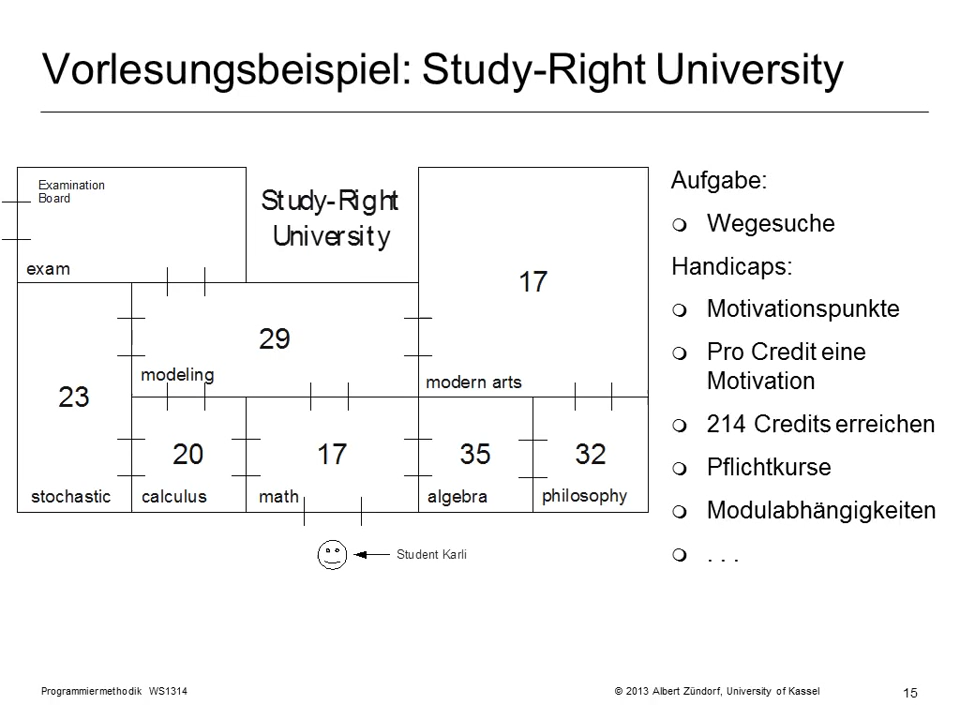 Vorlesungsbeispiel: Study-Right University
Examination
Board
exam
Study-Right
University
17
29
modeling
modern arts
23
20
17
35
32
stochastic
calculus
math
algebra
philosophy
Student Karli
Aufgabe:
Wegesuche
Handicaps:
Motivationspunkte
Pro Credit eine
Motivation
214 Credits erreichen
Pflichtkurse
Modulabhängigkeiten
. . .
Programmiermethodik WS1314
© 2013 Albert Zündorf, University of Kassel
15